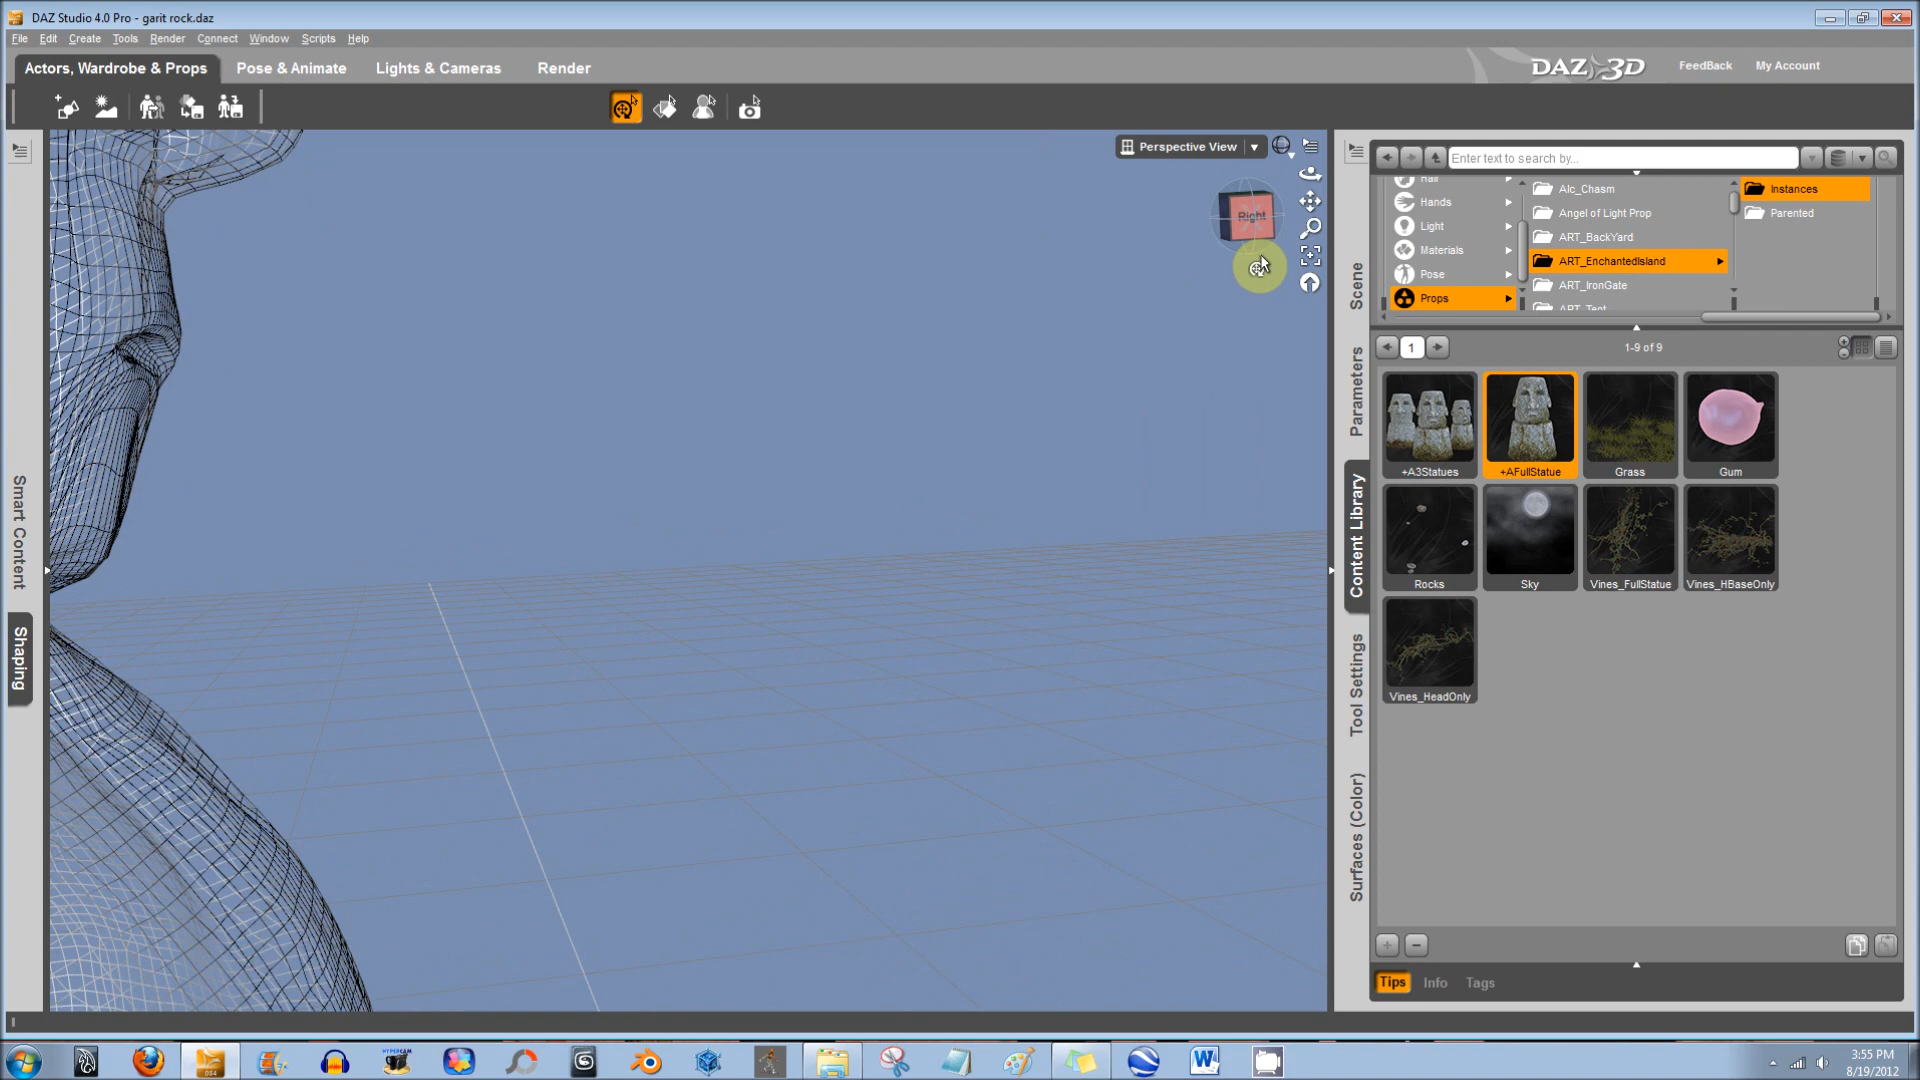 DAZ Studio 4.0 Pro - garit rock.daz
File Edit Create Tools Render Connect Window Scripts Help
Actors, Wardrobe & Props Pose & Animate Lights & Cameras Render
DAZ 3D FeedBack My Account
Perspective View
Right
Smart Content
Shaping
Scene
Parameters
Content Library
Tool Settings
Surfaces (Color)
Enter text to search by...
Hair
Hands
Light
Materials
Pose
Props
Alc_Chasm
Angel of Light Prop
ART_BackYard
ART_EnchantedIsland
ART_IronGate
ART_Tent
Instances
Parented
1
1-9 of 9
+A3Statues
+AFullStatue
Grass
Gum
Rocks
Sky
Vines_FullStatue
Vines_HBaseOnly
Vines_HeadOnly
Tips Info Tags
DS4
HYPERCAM
3:55 PM
8/19/2012